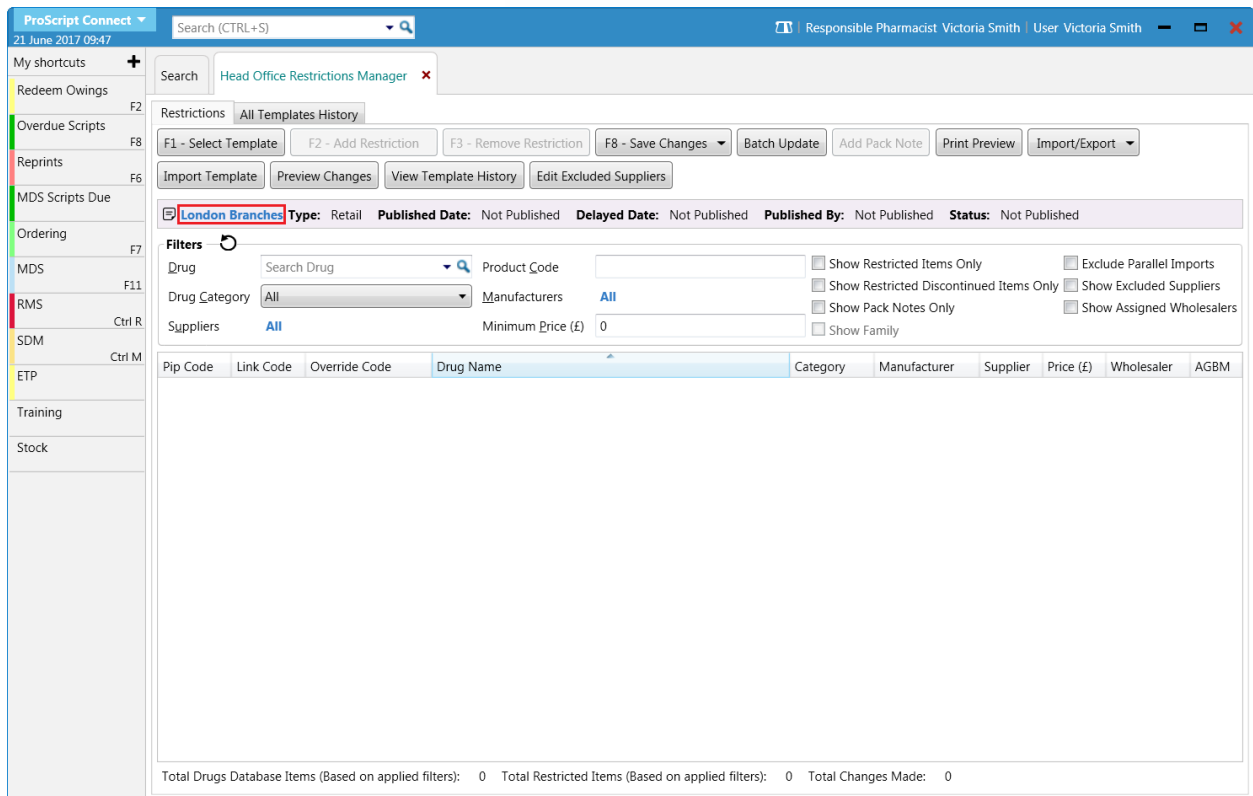 ProScript Connect
21 June 2017 09:47
Search (CTRL+S)
Responsible Pharmacist Victoria Smith | User Victoria Smith
My shortcuts
Redeem Owings
F2
Overdue Scripts
F8
Reprints
F6
MDS Scripts Due
Ordering
F7
MDS
F11
RMS
Ctrl R
SDM
Ctrl M
ETP
Training
Stock
Search Head Office Restrictions Manager
Restrictions All Templates History
F1 - Select Template F2 - Add Restriction F3 - Remove Restriction F8 - Save Changes Batch Update Add Pack Note Print Preview Import/Export
Import Template Preview Changes View Template History Edit Excluded Suppliers
London Branches Type: Retail Published Date: Not Published Delayed Date: Not Published Published By: Not Published Status: Not Published
Filters
Drug Search Drug Product Code Show Restricted Items Only Exclude Parallel Imports
Drug Category All Manufacturers All Show Restricted Discontinued Items Only Show Excluded Suppliers
Show Pack Notes Only Show Assigned Wholesalers
Suppliers All Minimum Price (£) 0 Show Family
Pip Code Link Code Override Code Drug Name Category Manufacturer Supplier Price (£) Wholesaler AGBM
Total Drugs Database Items (Based on applied filters): 0 Total Restricted Items (Based on applied filters): 0 Total Changes Made: 0